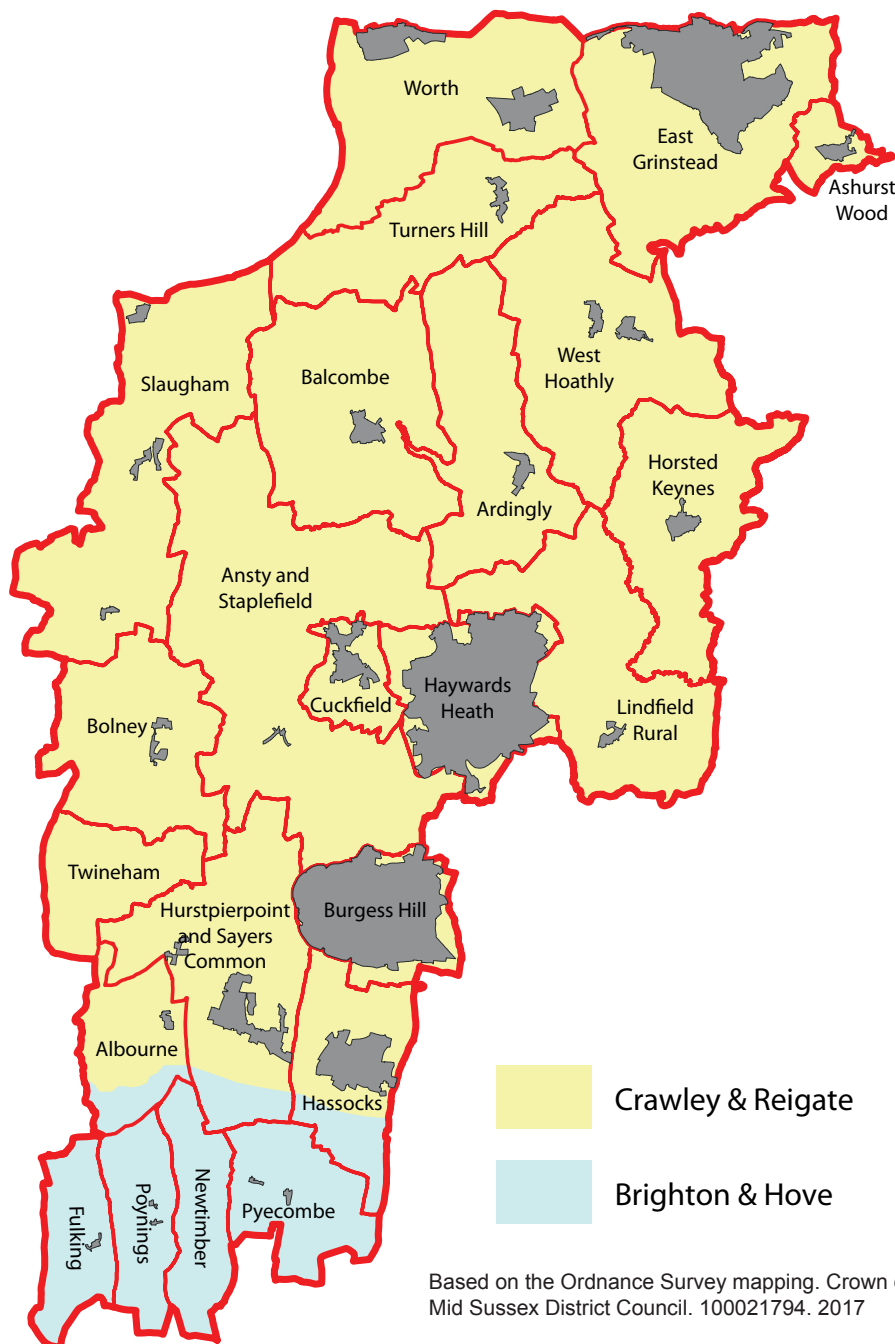 Worth
East
Grinstead
Ashurst
Wood
Turners Hill
West
Hoathly
Slaugham
Balcombe
Horsted
Keynes
Ardingly
Ansty and
Staplefield
Cuckfield
Haywards
Heath
Lindfield
Rural
Bolney
Twineham
Hurstpierpoint
and Sayers
Common
Burgess Hill
Albourne
Hassocks
Crawley & Reigate
Brighton & Hove
Fulking
Poynings
Newtimber
Pyecombe
Based on the Ordnance Survey mapping. Crown
Mid Sussex District Council. 100021794. 2017